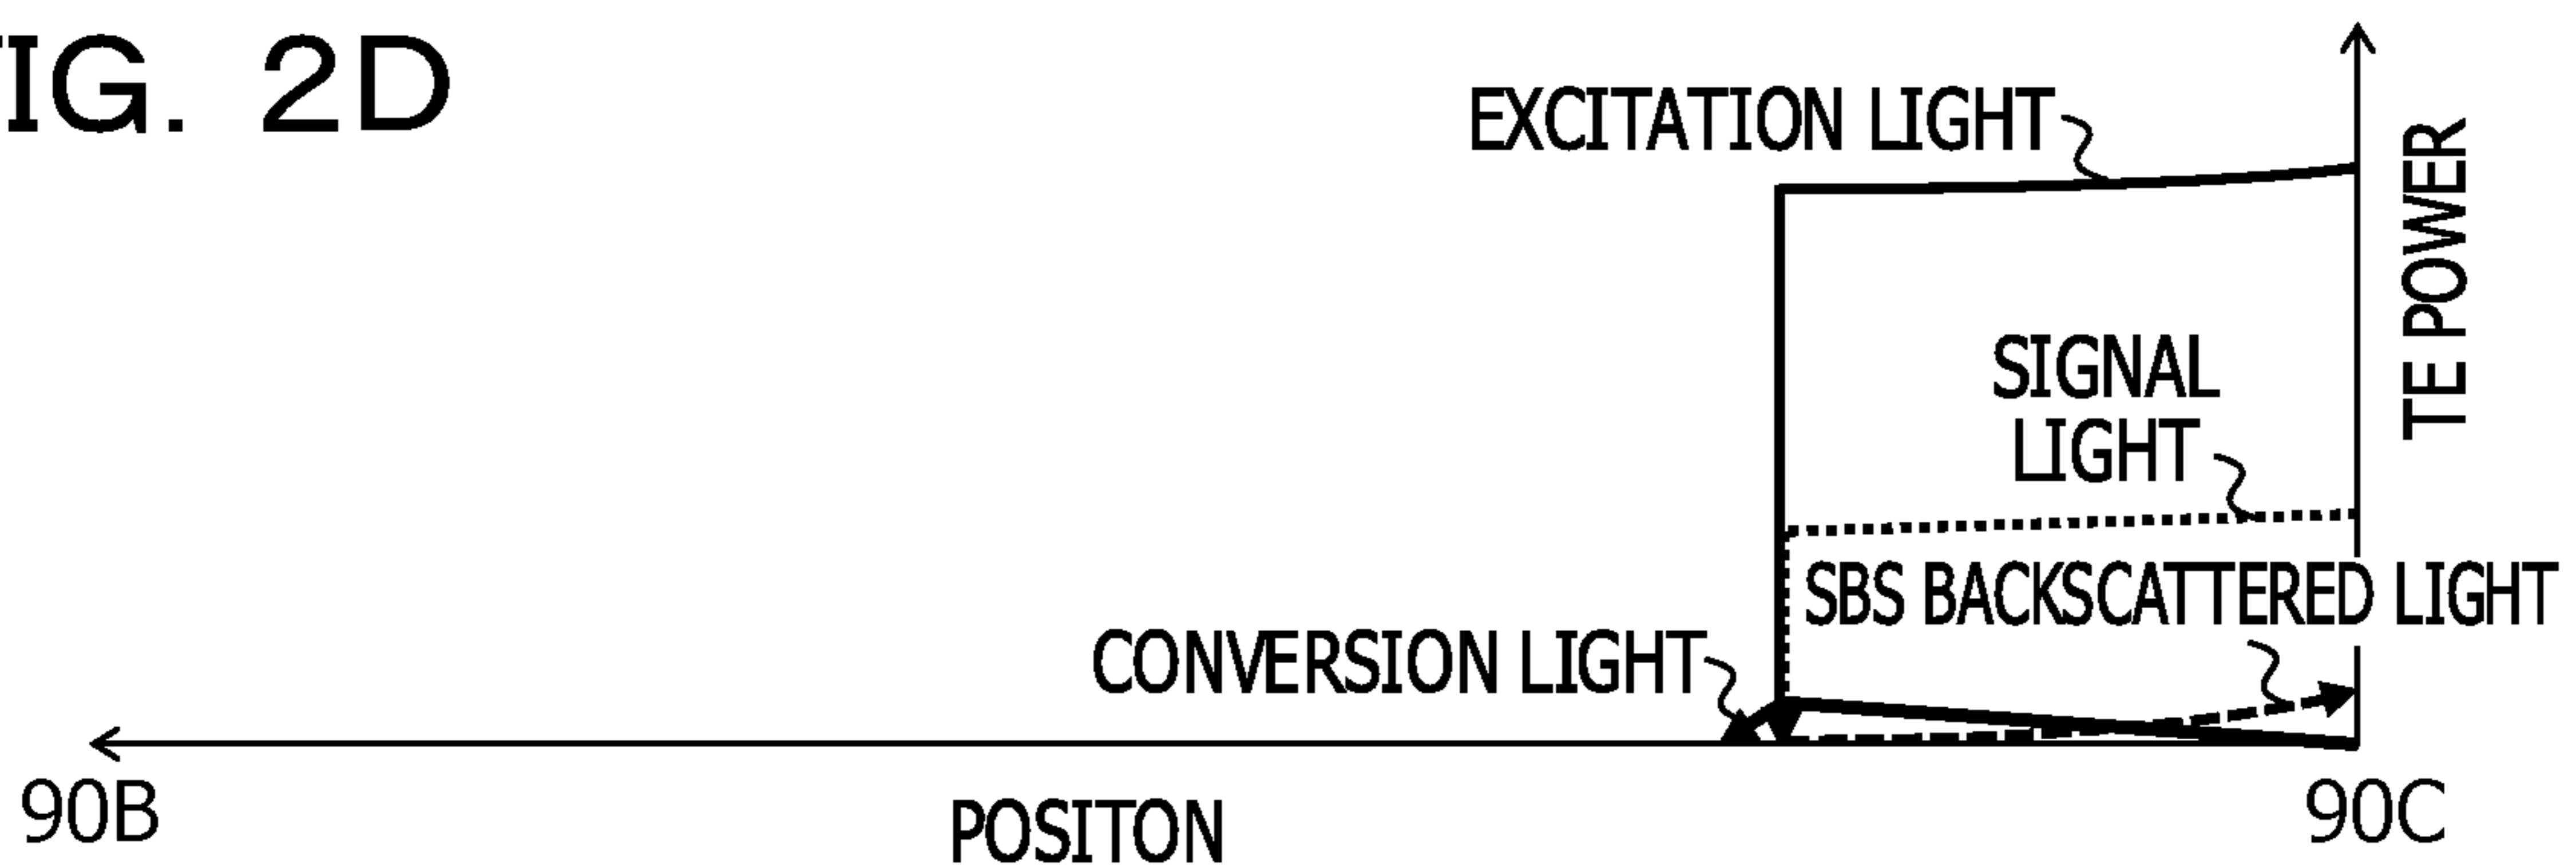 IG. 2D
EXCITATION LIGHT
TE POWER
SIGNAL
LIGHT
SBS BACKSCATTERED LIGHT
CONVERSION LIGHT
90B
POSITON
90C